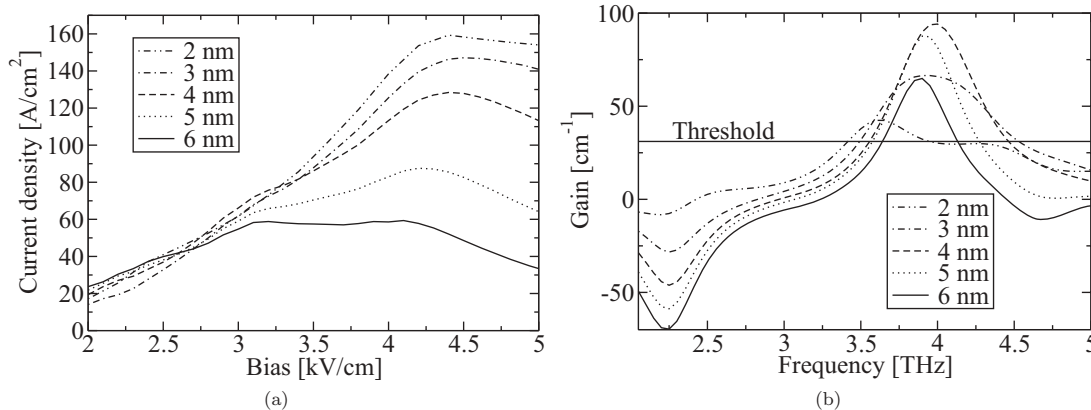 160
140
120
100
80
60
40
20
0
Current density [A/cm²]
2 nm
3 nm
4 nm
5 nm
6 nm
2 2.5 3 3.5 4 4.5 5
Bias [kV/cm]
(a)
100
50
0
-50
Gain [cm⁻¹]
Threshold
2 nm
3 nm
4 nm
5 nm
6 nm
2.5 3 3.5 4 4.5 5
Frequency [THz]
(b)